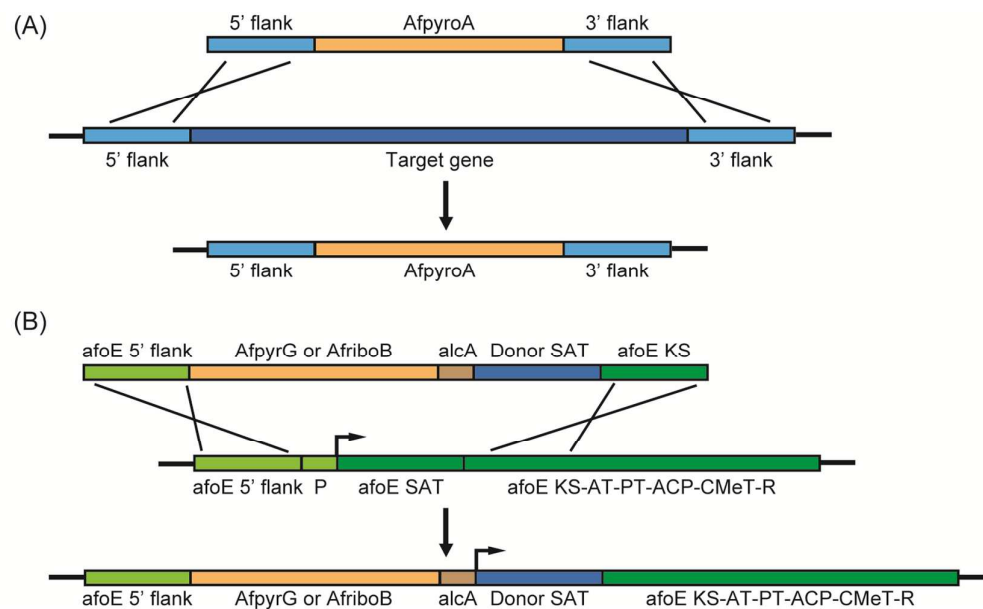 (A)
5' flank AfpyroA 3' flank
5' flank Target gene 3' flank
5' flank AfpyroA 3' flank
(B)
afoE 5' flank AfpyrG or AfriboB alcA Donor SAT afoE KS
afoE 5' flank P afoE SAT afoE KS-AT-PT-ACP-CMeT-R
afoE 5' flank AfpyrG or AfriboB alcA Donor SAT afoE KS-AT-PT-ACP-CMeT-R